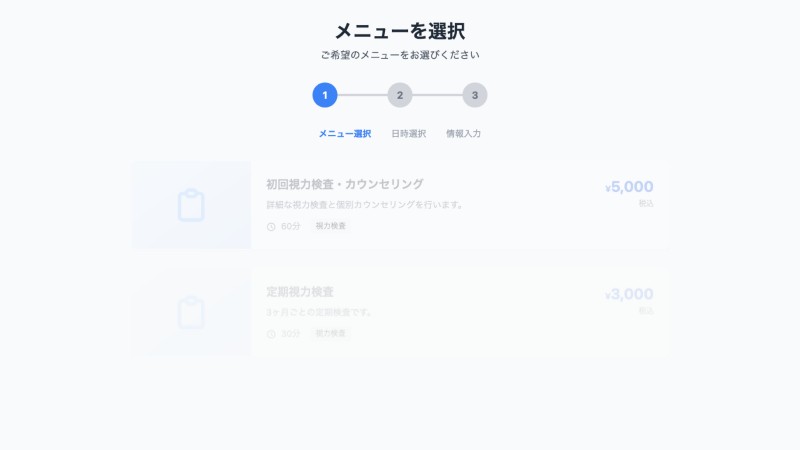 メニューを選択
ご希望のメニューをお選びください
1 2 3
メニュー選択 日時選択 情報入力
初回視力検査・カウンセリング
¥5,000
詳細な視力検査と個別カウンセリングを行います。
税込
60分 視力検査
定期視力検査
¥3,000
3ヶ月ごとの定期検査です。
税込
30分 視力検査